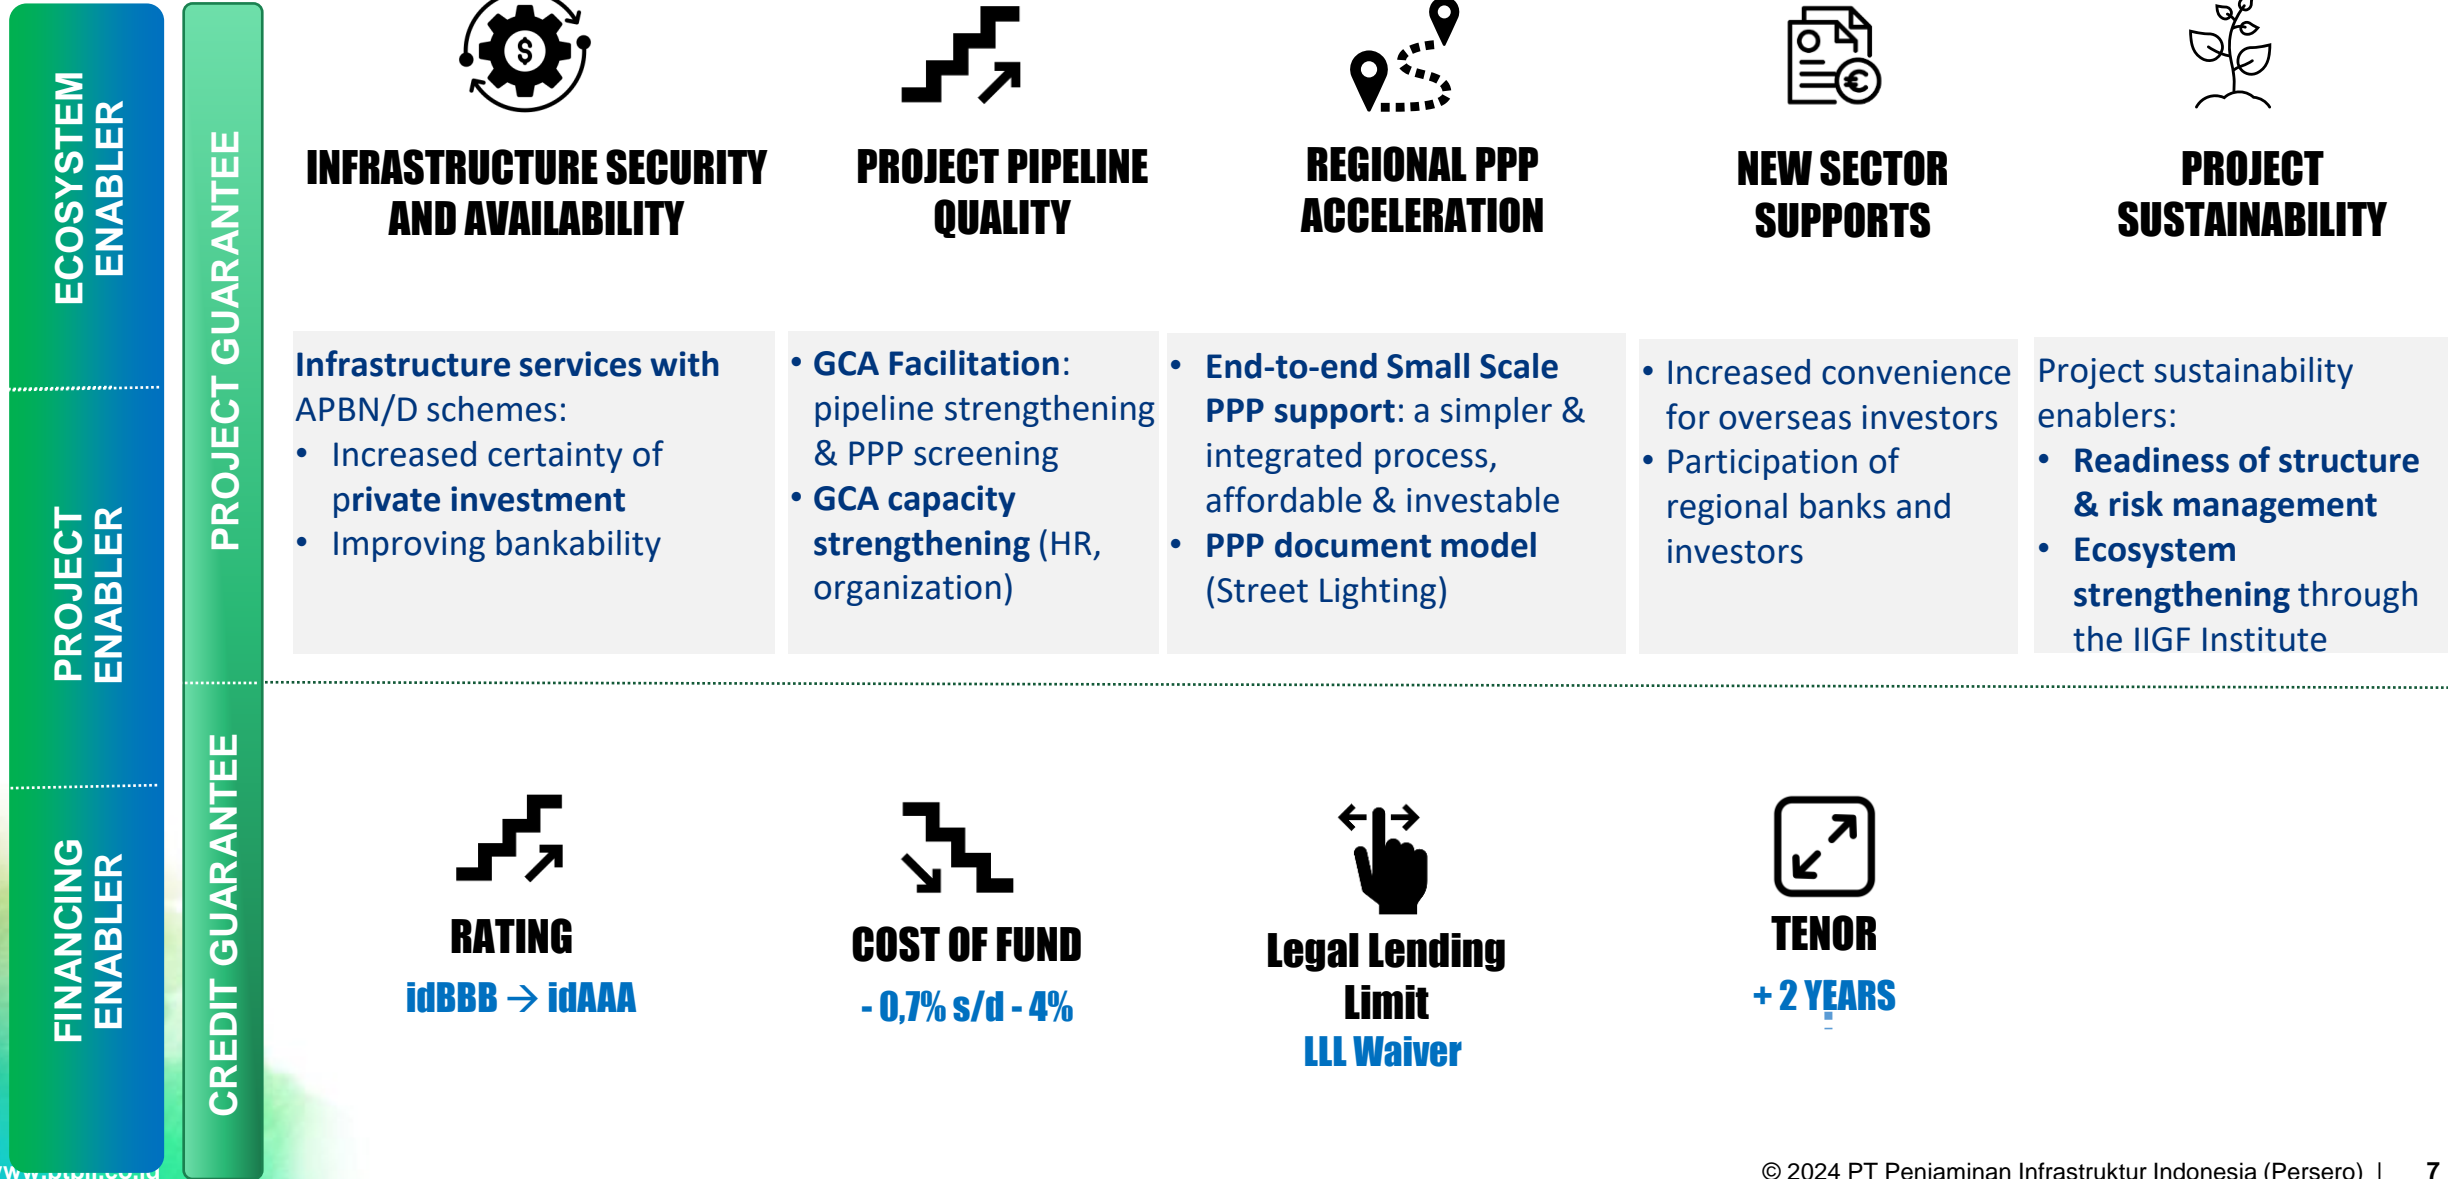 ECOSYSTEM
ENABLER
PROJECT
ENABLER
FINANCING
ENABLER
PROJECT GUARANTEE
CREDIT GUARANTEE
INFRASTRUCTURE SECURITY
AND AVAILABILITY
Infrastructure services with
APBN/D schemes:
• Increased certainty of
private investment
• Improving bankability
PROJECT PIPELINE
QUALITY
• GCA Facilitation:
pipeline strengthening
& PPP screening
• GCA capacity
strengthening (HR,
organization)
REGIONAL PPP
ACCELERATION
• End-to-end Small Scale
PPP support: a simpler &
integrated process,
affordable & investable
• PPP document model
(Street Lighting)
NEW SECTOR
SUPPORTS
• Increased convenience
for overseas investors
• Participation of
regional banks and
investors
PROJECT
SUSTAINABILITY
Project sustainability
enablers:
• Readiness of structure
& risk management
• Ecosystem
strengthening through
the IIGF Institute
RATING
idBBB → idAAA
COST OF FUND
- 0,7% s/d - 4%
Legal Lending
Limit
LLL Waiver
TENOR
+ 2 YEARS
© 2024 PT Penjaminan Infrastruktur Indonesia (Persero) | 7